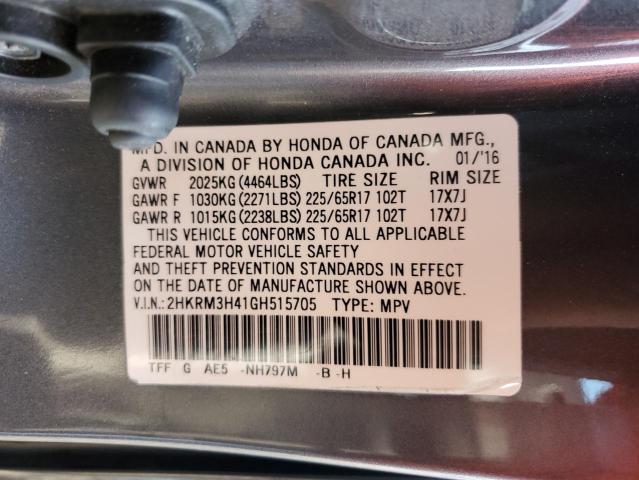 MFD. IN CANADA BY HONDA OF CANADA MFG.,
A DIVISION OF HONDA CANADA INC. 01/'16
GVWR 2025KG (4464LBS) TIRE SIZE RIM SIZE
GAWR F 1030KG (2271LBS) 225/65R17 102T 17X7J
GAWR R 1015KG (2238LBS) 225/65R17 102T 17X7J
THIS VEHICLE CONFORMS TO ALL APPLICABLE
FEDERAL MOTOR VEHICLE SAFETY
AND THEFT PREVENTION STANDARDS IN EFFECT
ON THE DATE OF MANUFACTURE SHOWN ABOVE.
V.I.N.:2HKRM3H41GH515705 TYPE: MPV
TFF G AE5 -NH797M -B -H